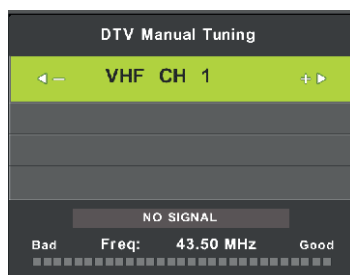 DTV Manual Tuning
− VHF CH 1 +
NO SIGNAL
Bad Freq: 43.50 MHz Good